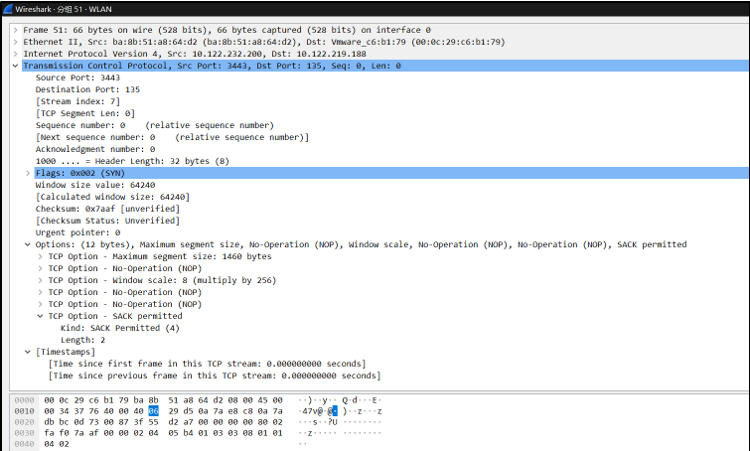 Wireshark · 分组 51 · WLAN
> Frame 51: 66 bytes on wire (528 bits), 66 bytes captured (528 bits) on interface 0
> Ethernet II, Src: ba:8b:51:a8:64:d2 (ba:8b:51:a8:64:d2), Dst: Vmware_c6:b1:79 (00:0c:29:c6:b1:79)
> Internet Protocol Version 4, Src: 10.122.232.200, Dst: 10.122.219.188
Transmission Control Protocol, Src Port: 3443, Dst Port: 135, Seq: 0, Len: 0
Source Port: 3443
Destination Port: 135
[Stream index: 7]
[TCP Segment Len: 0]
Sequence number: 0 (relative sequence number)
[Next sequence number: 0 (relative sequence number)]
Acknowledgment number: 0
1000 .... = Header Length: 32 bytes (8)
> Flags: 0x002 (SYN)
Window size value: 64240
[Calculated window size: 64240]
Checksum: 0x7aaf [unverified]
[Checksum Status: Unverified]
Urgent pointer: 0
Options: (12 bytes), Maximum segment size, No-Operation (NOP), Window scale, No-Operation (NOP), No-Operation (NOP), SACK permitted
> TCP Option - Maximum segment size: 1460 bytes
> TCP Option - No-Operation (NOP)
> TCP Option - Window scale: 8 (multiply by 256)
> TCP Option - No-Operation (NOP)
> TCP Option - No-Operation (NOP)
TCP Option - SACK permitted
Kind: SACK Permitted (4)
Length: 2
[Timestamps]
[Time since first frame in this TCP stream: 0.000000000 seconds]
[Time since previous frame in this TCP stream: 0.000000000 seconds]
0000 00 0c 29 c6 b1 79 ba 8b 51 a8 64 d2 08 00 45 00 ··)··y·· Q·d···E·
0010 00 34 37 76 40 00 40 06 29 d5 0a 7a e8 c8 0a 7a ·47v@·@· )··z···z
0020 db bc 0d 73 00 87 3f 55 d2 a7 00 00 00 00 80 02 ···s··?U ········
0030 fa f0 7a af 00 00 02 04 05 b4 01 03 03 08 01 01 ··z····· ········
0040 04 02 ··